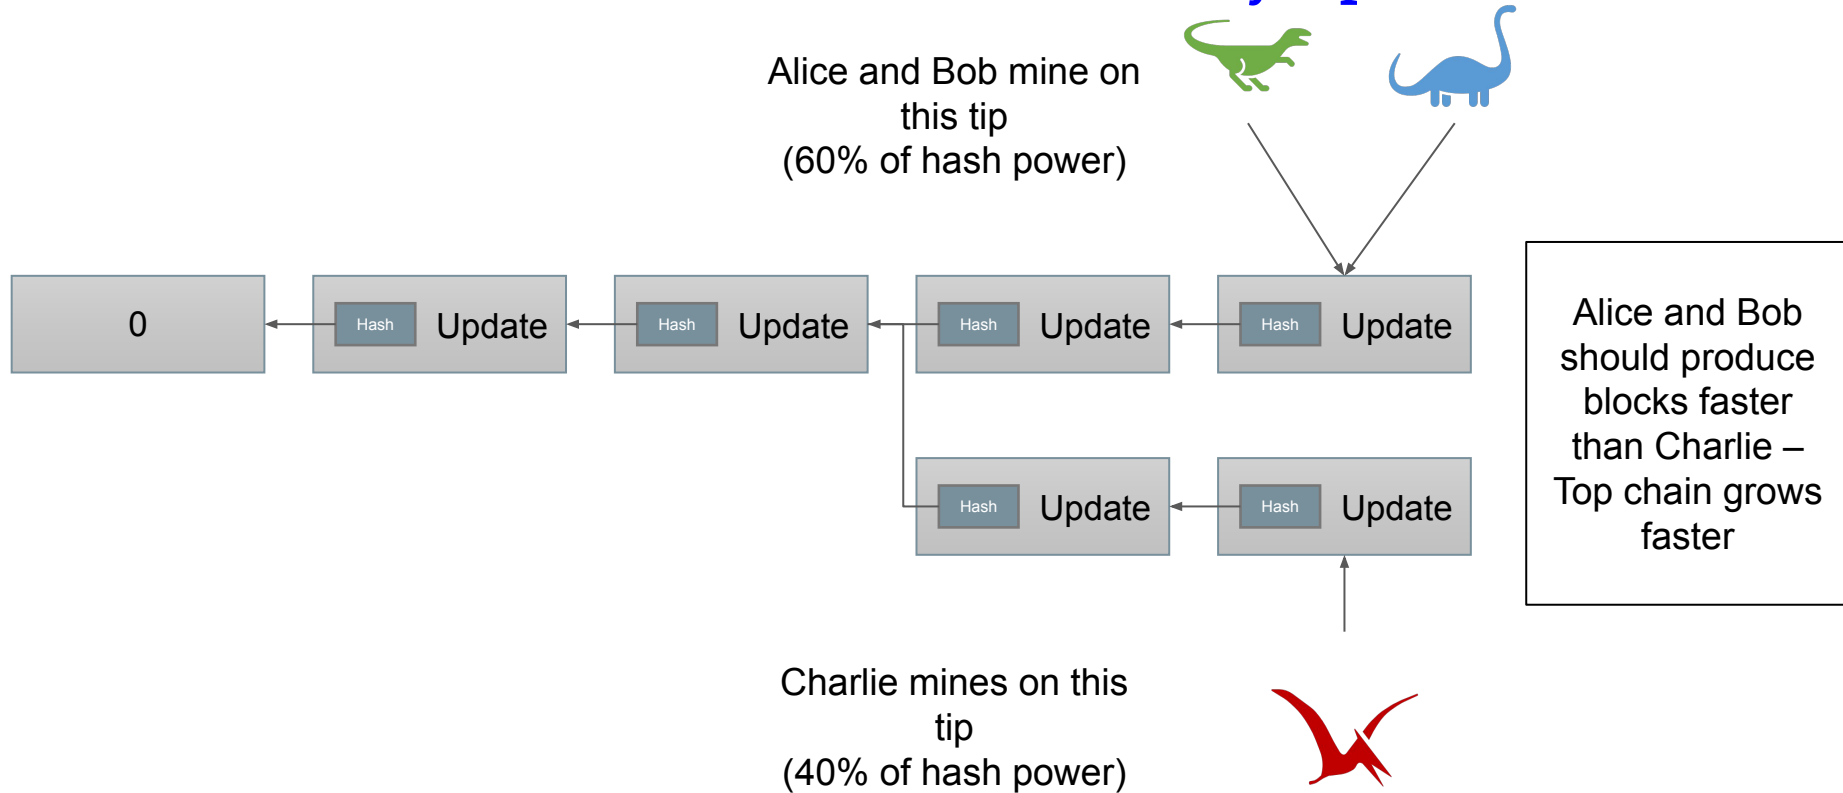 Alice and Bob mine on
this tip
(60% of hash power)
0
Hash Update
Hash Update
Hash Update
Hash Update
Alice and Bob
should produce
blocks faster
than Charlie –
Top chain grows
faster
Hash Update
Hash Update
Charlie mines on this
tip
(40% of hash power)